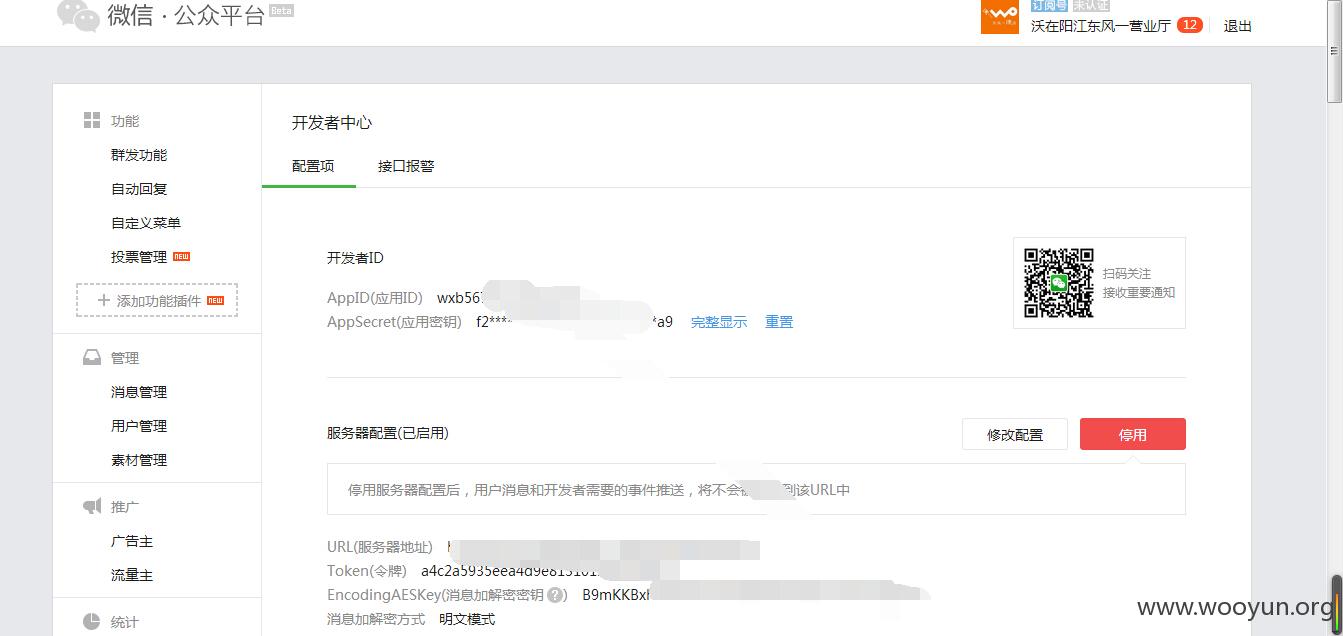 微信·公众平台 Beta
订阅号 未认证
沃在阳江东风一营业厅 12 退出
功能
群发功能
自动回复
自定义菜单
投票管理 NEW
+ 添加功能插件 NEW
管理
消息管理
用户管理
素材管理
推广
广告主
流量主
统计
开发者中心
配置项 接口报警
开发者ID
AppID(应用ID) wxb567
AppSecret(应用密钥) f2**** *a9 完整显示 重置
扫码关注
接收重要通知
服务器配置(已启用)
修改配置 停用
停用服务器配置后，用户消息和开发者需要的事件推送，将不会 到该URL中
URL(服务器地址)
Token(令牌) a4c2a5935eea4d9e813101
EncodingAESKey(消息加解密密钥 ?) B9mKKBx
消息加解密方式 明文模式
www.wooyun.org